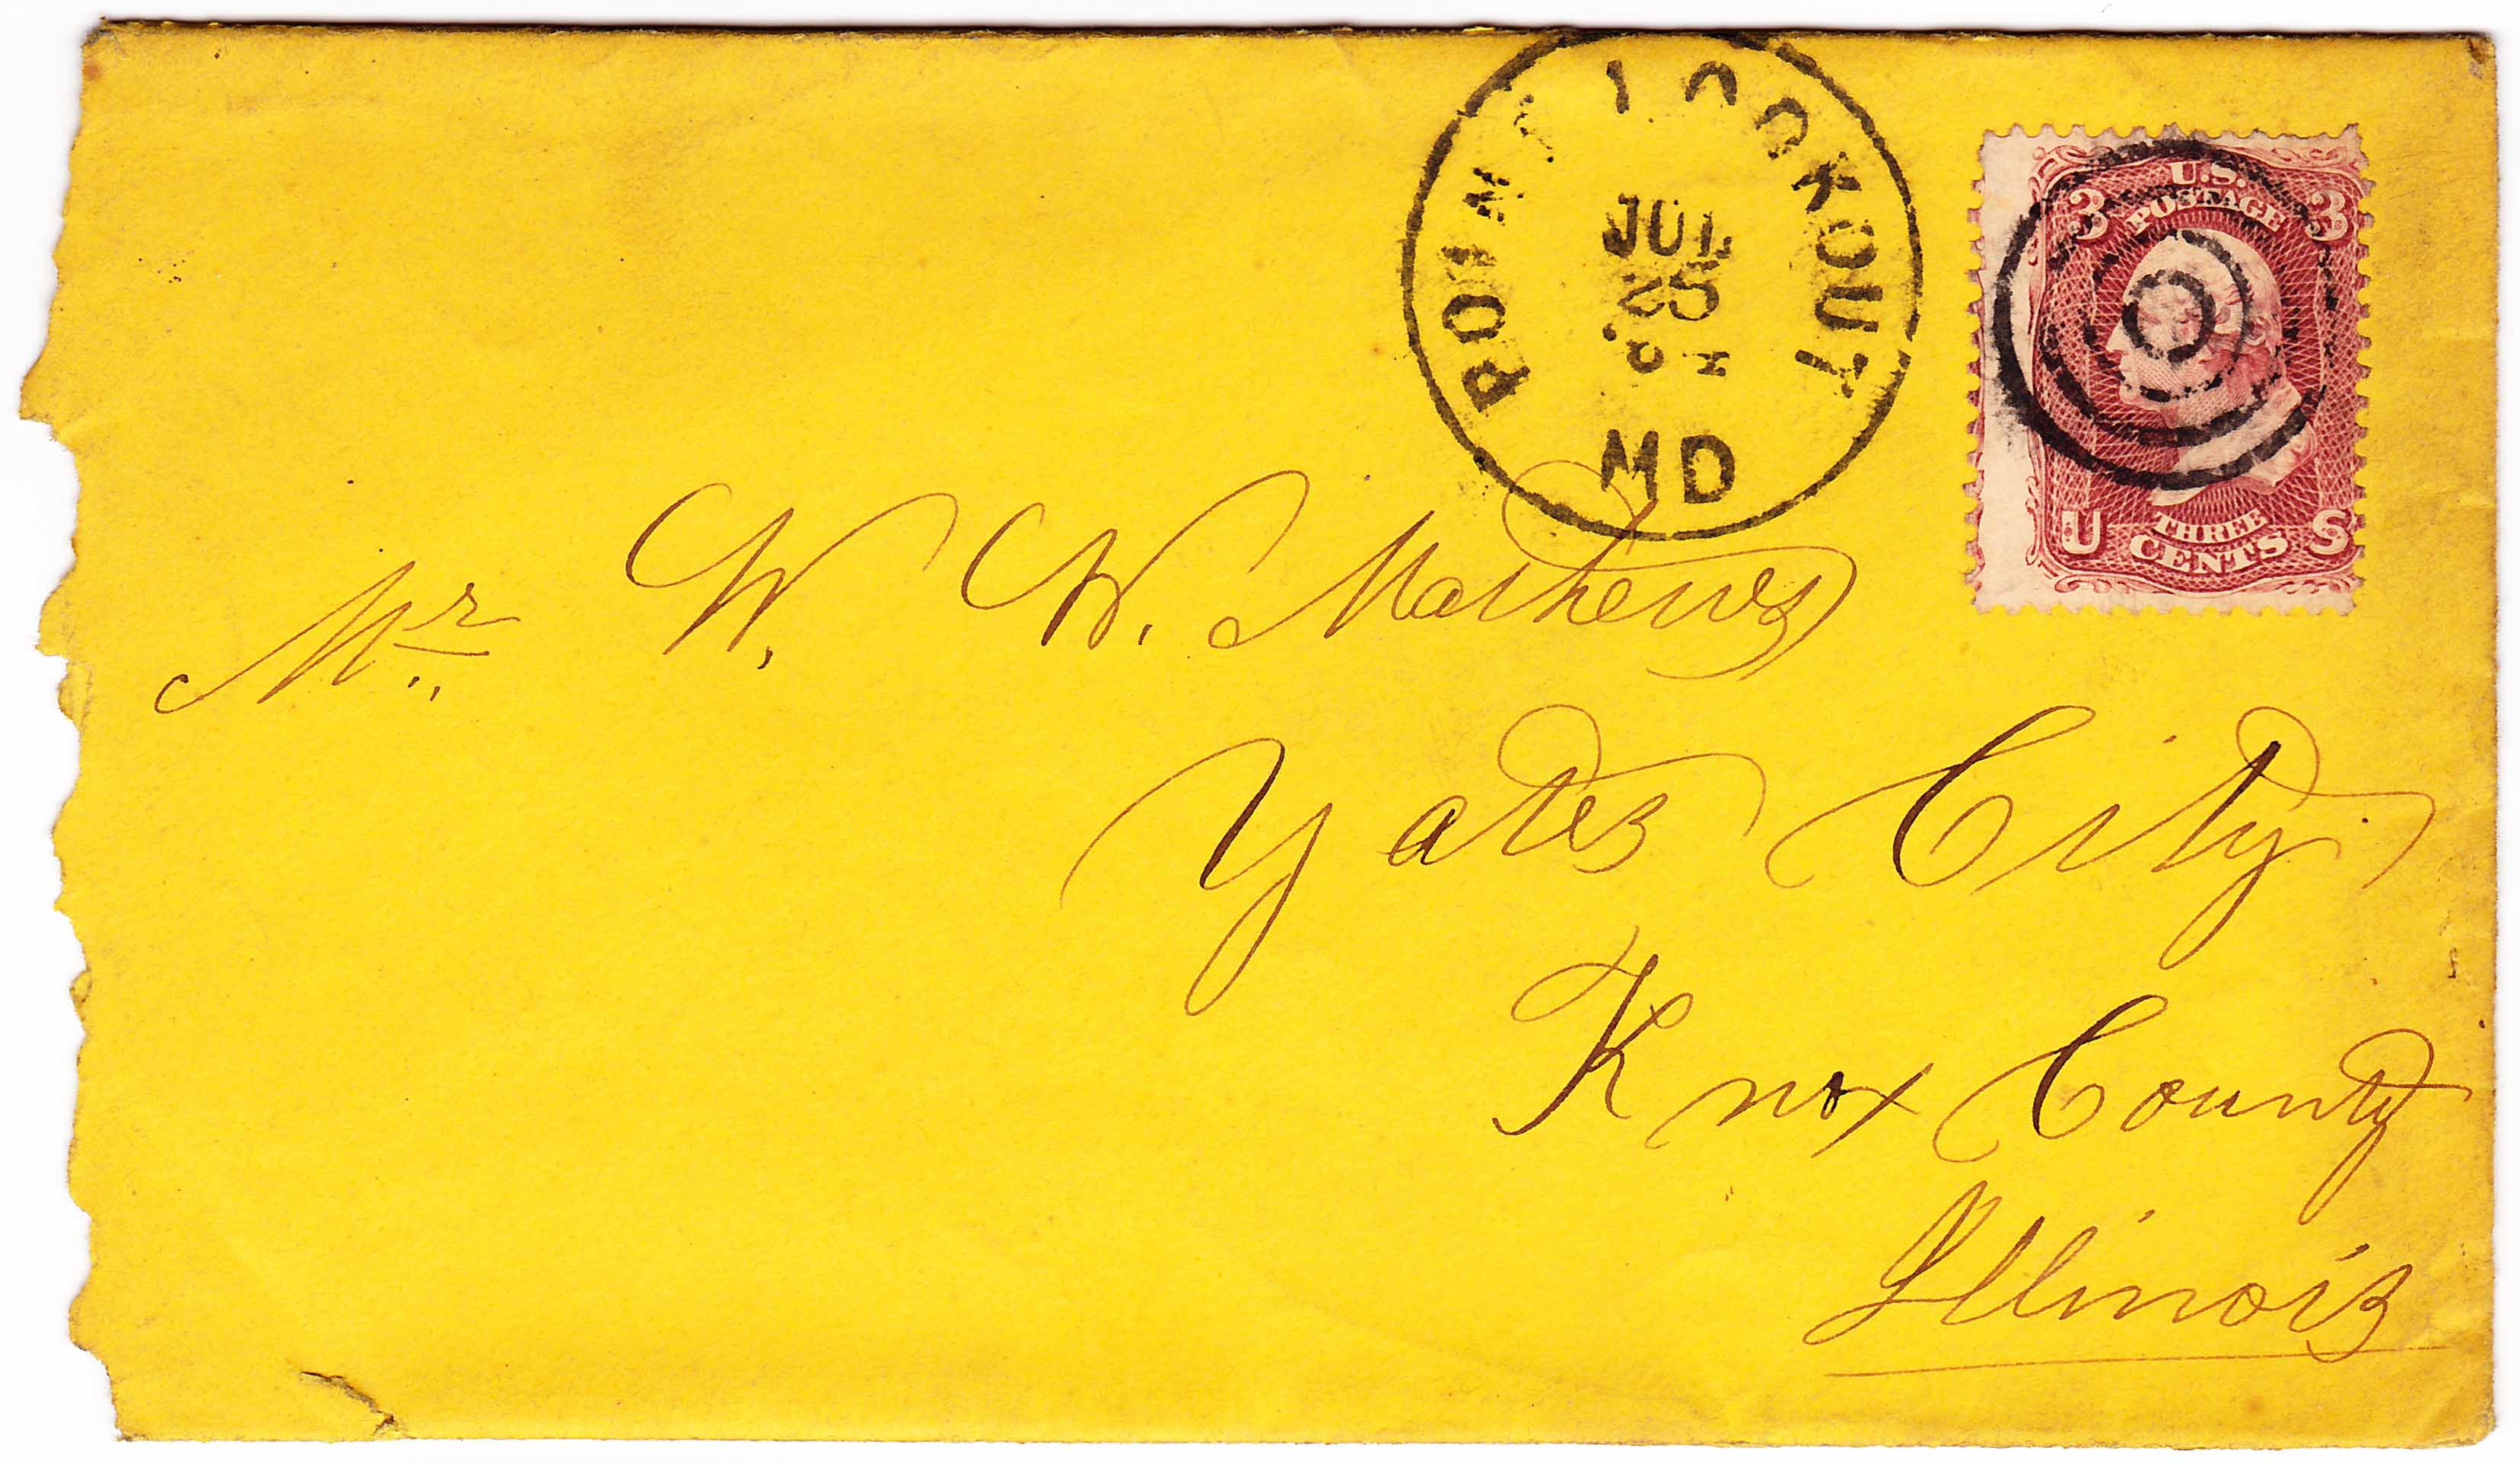 POINT LOOKOUT
JUL
25
MD
3 U.S. 3
POSTAGE
U THREE S
CENTS
Mr. W. W. Mathews
Yates City
Knox County
Illinois